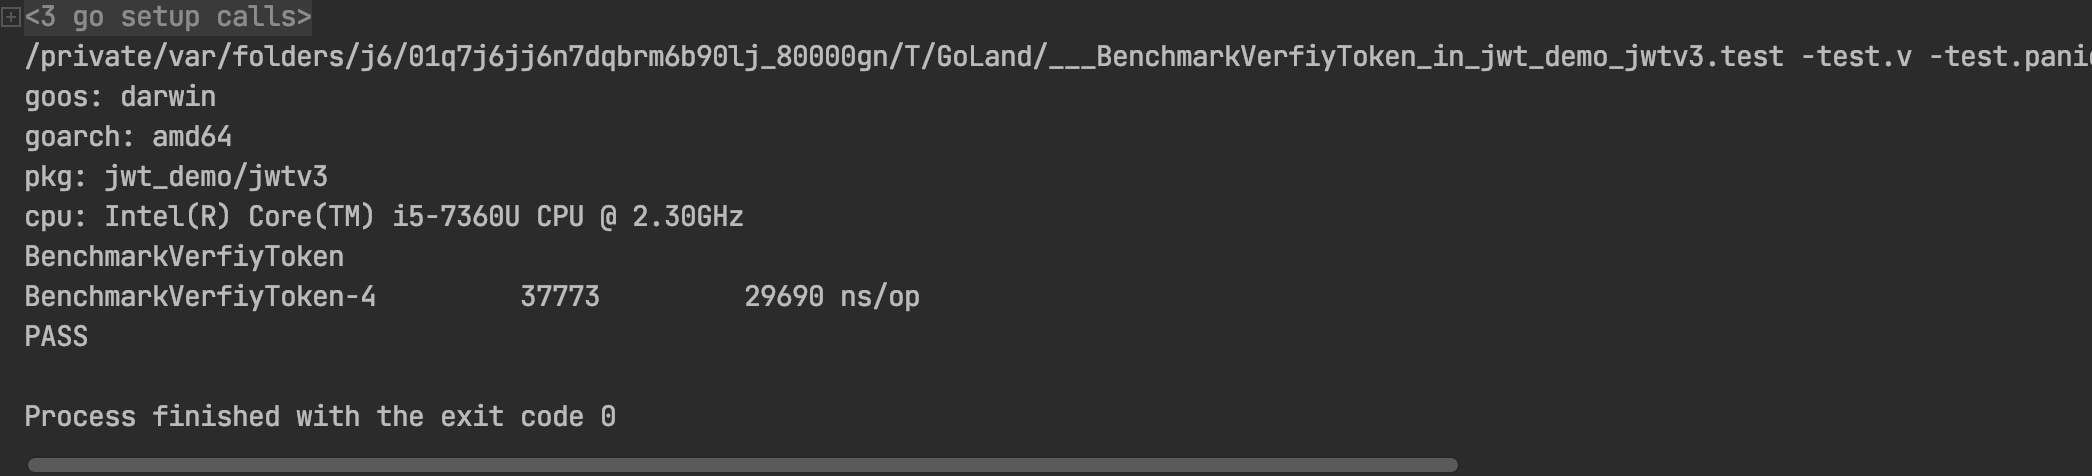 <3 go setup calls>
/private/var/folders/j6/01q7j6jj6n7dqbrm6b90lj_80000gn/T/GoLand/___BenchmarkVerfiyToken_in_jwt_demo_jwtv3.test -test.v -test.panic
goos: darwin
goarch: amd64
pkg: jwt_demo/jwtv3
cpu: Intel(R) Core(TM) i5-7360U CPU @ 2.30GHz
BenchmarkVerfiyToken
BenchmarkVerfiyToken-4         37773         29690 ns/op
PASS
Process finished with the exit code 0